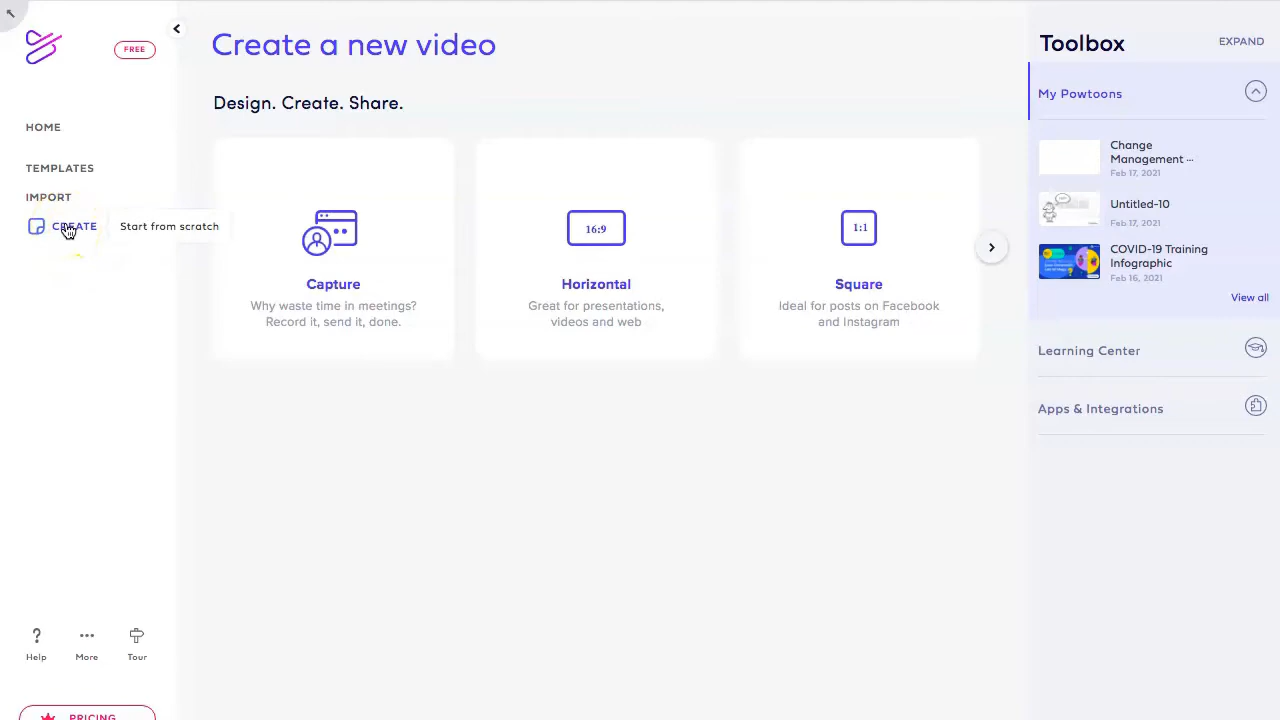 FREE
HOME
TEMPLATES
IMPORT
CREATE
Start from scratch
Help
More
Tour
PRICING
Create a new video
Design. Create. Share.
Capture
Why waste time in meetings?
Record it, send it, done.
16:9
Horizontal
Great for presentations,
videos and web
1:1
Square
Ideal for posts on Facebook
and Instagram
Toolbox
EXPAND
My Powtoons
Change
Management ...
Feb 17, 2021
Untitled-10
Feb 17, 2021
COVID-19 Training
Infographic
Feb 16, 2021
View all
Learning Center
Apps & Integrations